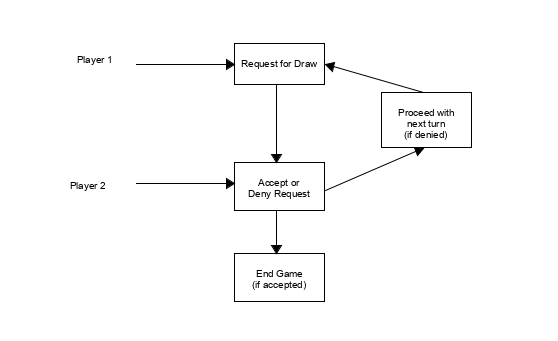 Player 1
Request for Draw
Proceed with
next turn
(if denied)
Player 2
Accept or
Deny Request
End Game
(if accepted)